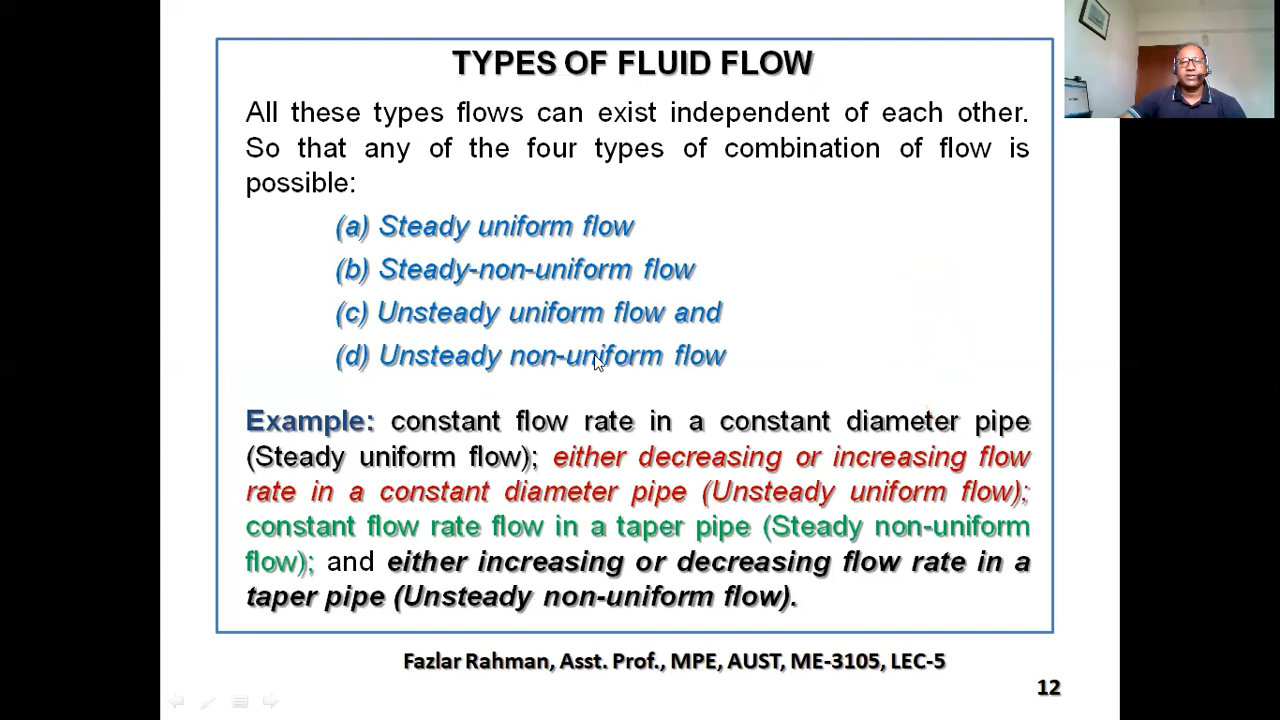 TYPES OF FLUID FLOW
All these types flows can exist independent of each other.
So that any of the four types of combination of flow is
possible:
(a) Steady uniform flow
(b) Steady-non-uniform flow
(c) Unsteady uniform flow and
(d) Unsteady non-uniform flow
Example: constant flow rate in a constant diameter pipe
(Steady uniform flow); either decreasing or increasing flow
rate in a constant diameter pipe (Unsteady uniform flow);
constant flow rate flow in a taper pipe (Steady non-uniform
flow); and either increasing or decreasing flow rate in a
taper pipe (Unsteady non-uniform flow).
Fazlar Rahman, Asst. Prof., MPE, AUST, ME-3105, LEC-5
12